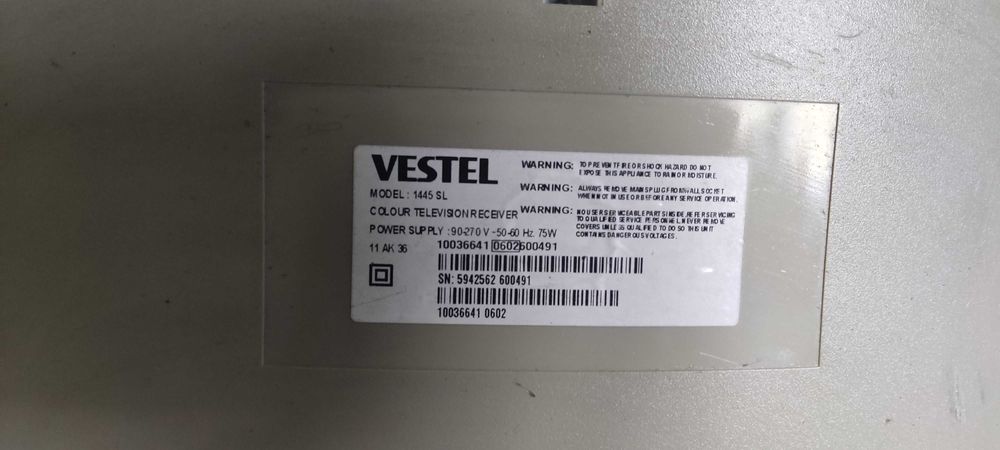 VESTEL
MODEL : 1445 SL
COLOUR TELEVISION RECEIVER
POWER SUPPLY : 90-270 V ~50-60 Hz. 75W
11 AK 36
WARNING: TO PREVENT FIRE OR SHOCK HAZARD DO NOT
EXPOSE THIS APPLIANCE TO RAIN OR MOISTURE.
WARNING: ALWAYS REMOVE MAINS PLUG FROM WALL SOCKET
WHEN NOT IN USE OR BEFORE ANY SERVICE OPERATION.
WARNING: NO USER SERVICEABLE PARTS INSIDE, REFER SERVICING
TO QUALIFIED SERVICE PERSONNEL. NEVER REMOVE
COVERS UNLESS QUALIFIED TO DO SO THIS UNIT
CONTAINS DANGEROUS VOLTAGES.
10036641 0602 600491
SN: 5942562 600491
10036641 0602